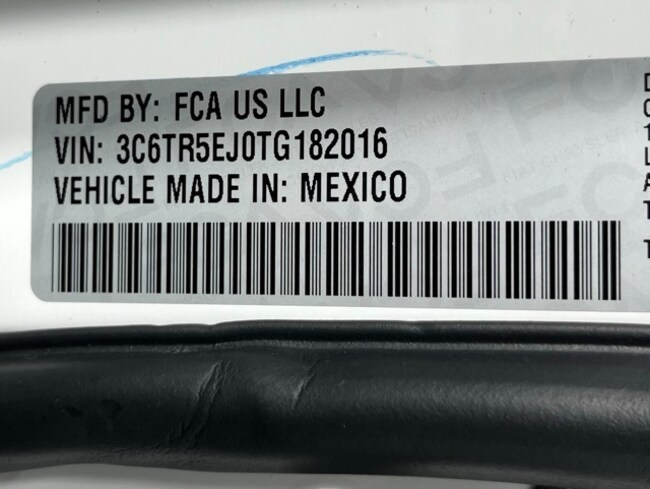 MFD BY: FCA US LLC
VIN: 3C6TR5EJ0TG182016
VEHICLE MADE IN: MEXICO